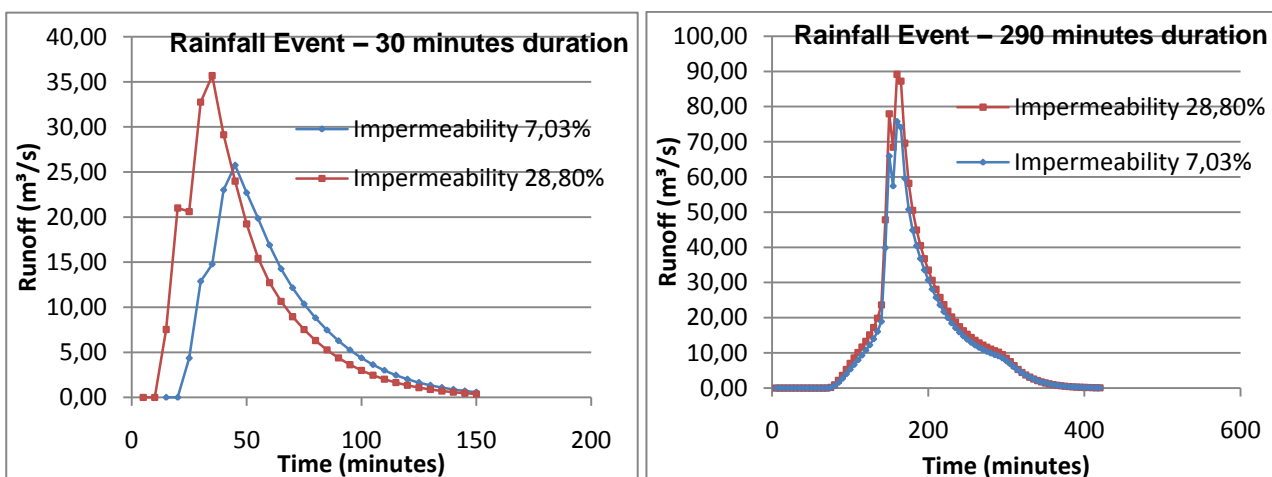 Rainfall Event – 30 minutes duration
40,00
35,00
30,00
25,00
20,00
15,00
10,00
5,00
0,00
Runoff (m³/s)
Impermeability 7,03%
Impermeability 28,80%
0
50
100
150
200
Time (minutes)
Rainfall Event – 290 minutes duration
100,00
90,00
80,00
70,00
60,00
50,00
40,00
30,00
20,00
10,00
0,00
Runoff (m³/s)
Impermeability 28,80%
Impermeability 7,03%
0
200
400
600
Time (minutes)